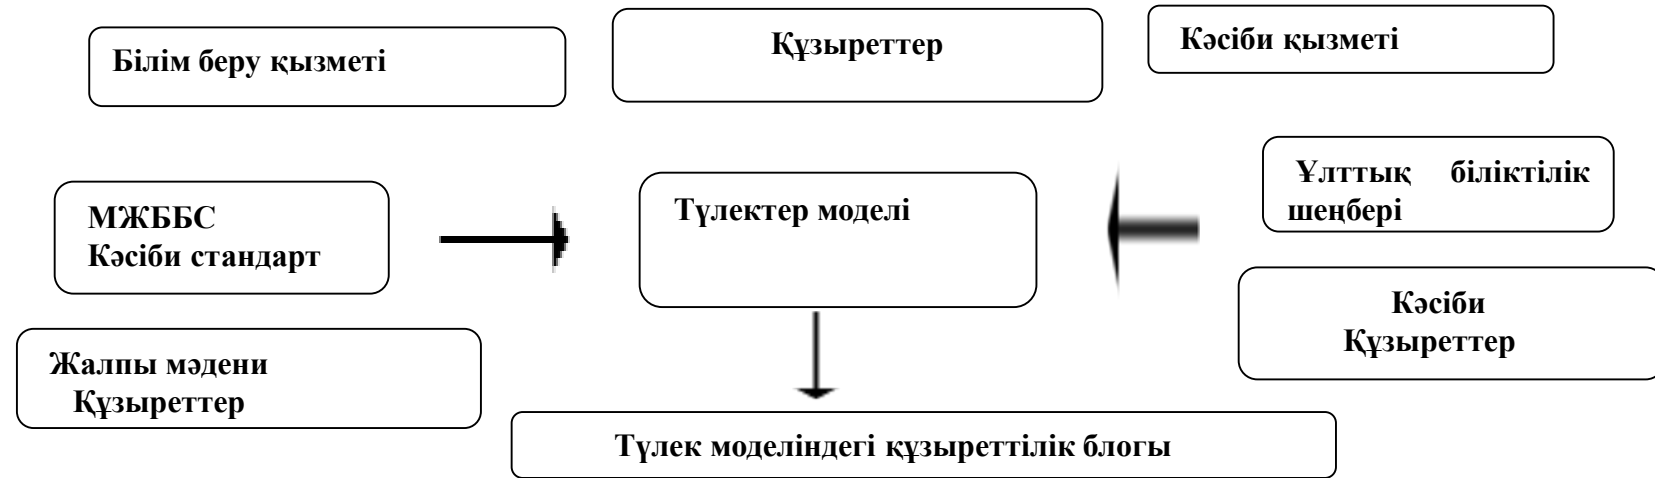 Білім беру қызметі
Құзыреттер
Кәсіби қызметі
МЖББС
Кәсіби стандарт
Түлектер моделі
Ұлттық біліктілік
шеңбері
Жалпы мәдени
Құзыреттер
Кәсіби
Құзыреттер
Түлек моделіндегі құзыреттілік блогы